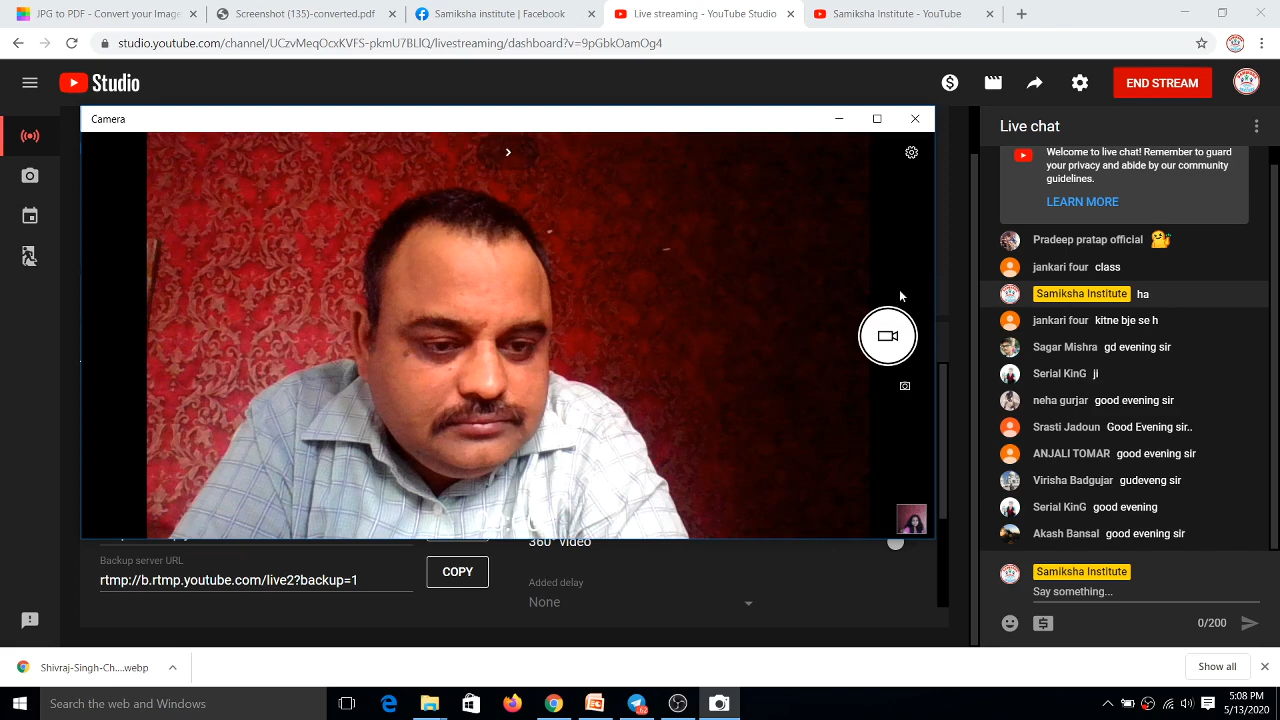 JPG to PDF - Convert your Image
Screenshot (135)-converted.pdf
Samiksha institute | Facebook
Live streaming - YouTube Studio
Samiksha Institute - YouTube
studio.youtube.com/channel/UCzvMeqOcxKVFS-pkmU7BLlQ/livestreaming/dashboard?v=9pGbkOamOg4
Studio
END STREAM
Camera
Live chat
Welcome to live chat! Remember to guard
your privacy and abide by our community
guidelines.
LEARN MORE
Pradeep pratap official
jankari four class
Samiksha Institute ha
jankari four kitne bje se h
Sagar Mishra gd evening sir
Serial KinG ji
neha gurjar good evening sir
Srasti Jadoun Good Evening sir..
ANJALI TOMAR good evening sir
Virisha Badgujar gudeveng sir
Serial KinG good evening
Akash Bansal good evening sir
360° video
Backup server URL
rtmp://b.rtmp.youtube.com/live2?backup=1
COPY
Added delay
None
Samiksha Institute
Say something...
0/200
Shivraj-Singh-Ch....webp
Show all
Search the web and Windows
62
5:08 PM
5/13/2020